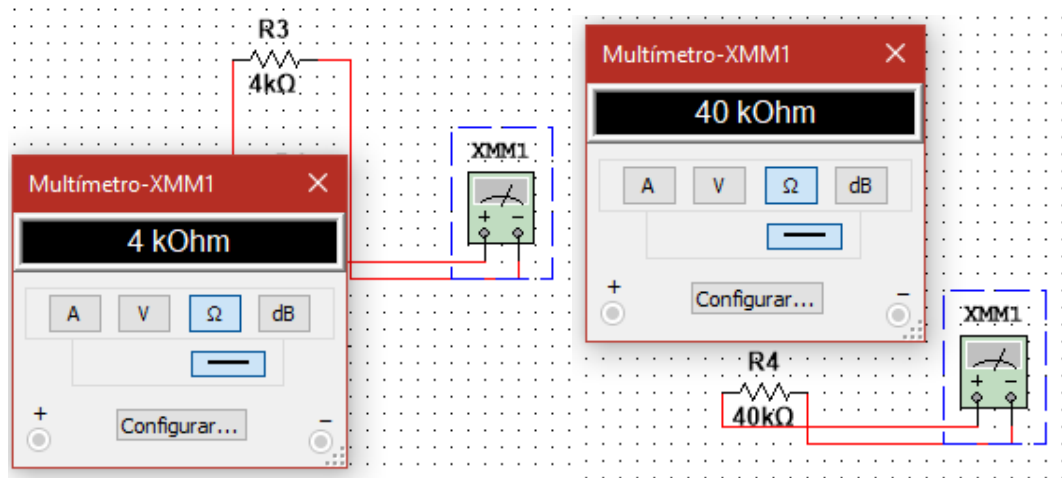 R3
4kΩ
XMM1
+ −
Multímetro-XMM1
4 kOhm
A V Ω dB
+ −
Configurar...
Multímetro-XMM1
40 kOhm
A V Ω dB
+ −
Configurar...
XMM1
+ −
R4
40kΩ